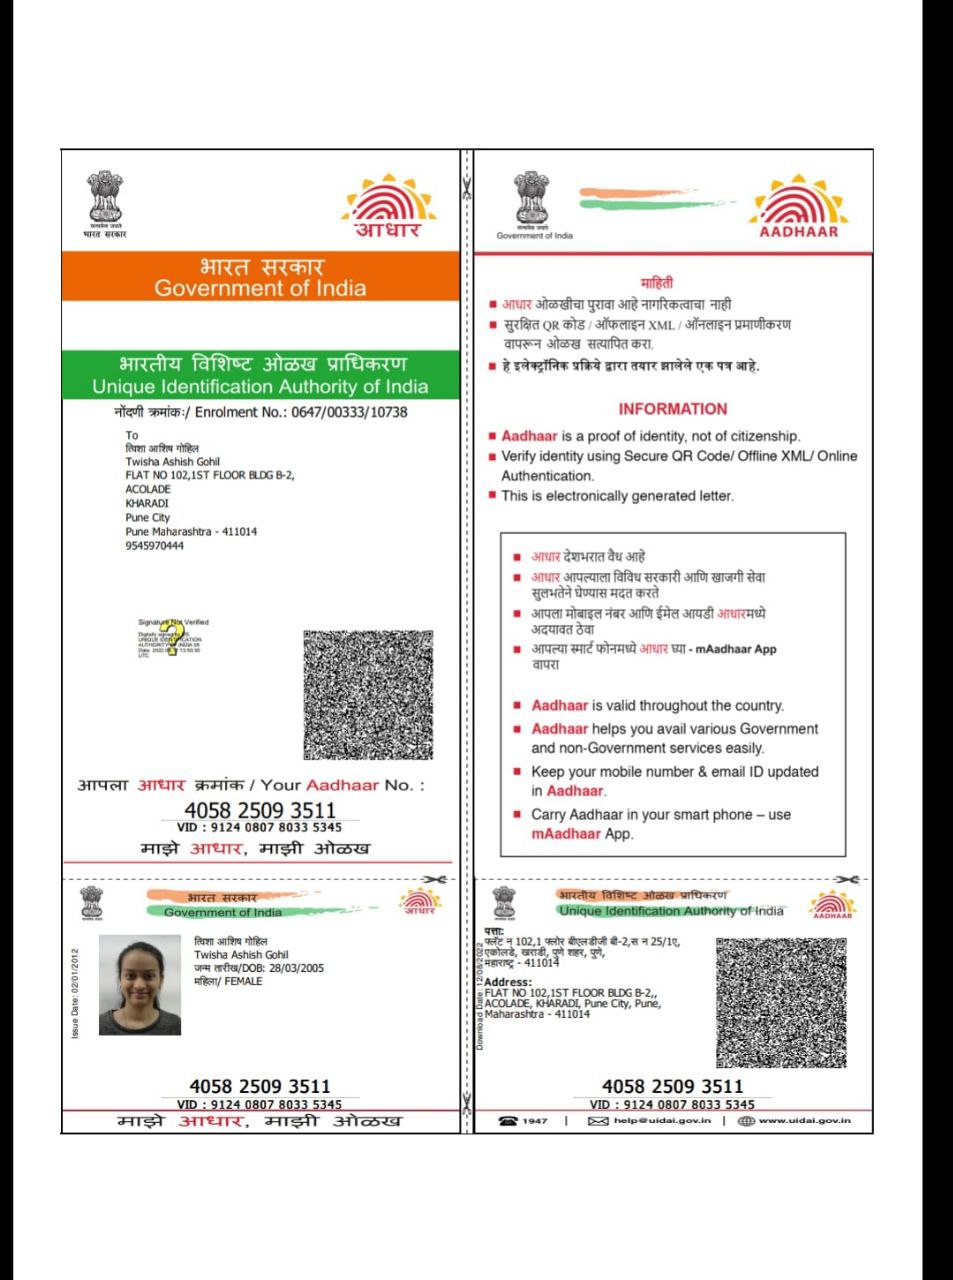 सत्यमेव जयते
भारत सरकार
आधार
भारत सरकार
Government of India
भारतीय विशिष्ट ओळख प्राधिकरण
Unique Identification Authority of India
नोंदणी क्रमांक:/ Enrolment No.: 0647/00333/10738
To
त्विशा आशिष गोहिल
Twisha Ashish Gohil
FLAT NO 102,1ST FLOOR BLDG B-2,
ACOLADE
KHARADI
Pune City
Pune Maharashtra - 411014
9545970444
Signature Not Verified
Digitally signed by DS
UNIQUE IDENTIFICATION
AUTHORITY OF INDIA 05
UTC
आपला आधार क्रमांक / Your Aadhaar No. :
4058 2509 3511
VID : 9124 0807 8033 5345
माझे आधार, माझी ओळख
Government of India
AADHAAR
माहिती
आधार ओळखीचा पुरावा आहे नागरिकत्वाचा नाही
सुरक्षित QR कोड / ऑफलाइन XML / ऑनलाइन प्रमाणीकरण
वापरून ओळख सत्यापित करा.
हे इलेक्ट्रॉनिक प्रक्रिये द्वारा तयार झालेले एक पत्र आहे.
INFORMATION
Aadhaar is a proof of identity, not of citizenship.
Verify identity using Secure QR Code/ Offline XML/ Online
Authentication.
This is electronically generated letter.
आधार देशभरात वैध आहे
आधार आपल्याला विविध सरकारी आणि खाजगी सेवा
सुलभतेने घेण्यास मदत करते
आपला मोबाइल नंबर आणि ईमेल आयडी आधारमध्ये
अदयावत ठेवा
आपल्या स्मार्ट फोनमध्ये आधार घ्या - mAadhaar App
वापरा
Aadhaar is valid throughout the country.
Aadhaar helps you avail various Government
and non-Government services easily.
Keep your mobile number & email ID updated
in Aadhaar.
Carry Aadhaar in your smart phone – use
mAadhaar App.
भारत सरकार
Government of India
आधार
Issue Date: 02/01/2012
त्विशा आशिष गोहिल
Twisha Ashish Gohil
जन्म तारीख/DOB: 28/03/2005
महिला/ FEMALE
4058 2509 3511
VID : 9124 0807 8033 5345
माझे आधार, माझी ओळख
भारतीय विशिष्ट ओळख प्राधिकरण
Unique Identification Authority of India
AADHAAR
Download Date: 12/08/2022
पत्ता:
फ्लॅट न 102,1 फ्लोर बीएलडीजी बी-2,स न 25/1ए,
एकोलडे, खराडी, पुणे शहर, पुणे,
महाराष्ट्र - 411014
Address:
FLAT NO 102,1ST FLOOR BLDG B-2,,
ACOLADE, KHARADI, Pune City, Pune,
Maharashtra - 411014
4058 2509 3511
VID : 9124 0807 8033 5345
1947 | help@uidai.gov.in | www.uidai.gov.in